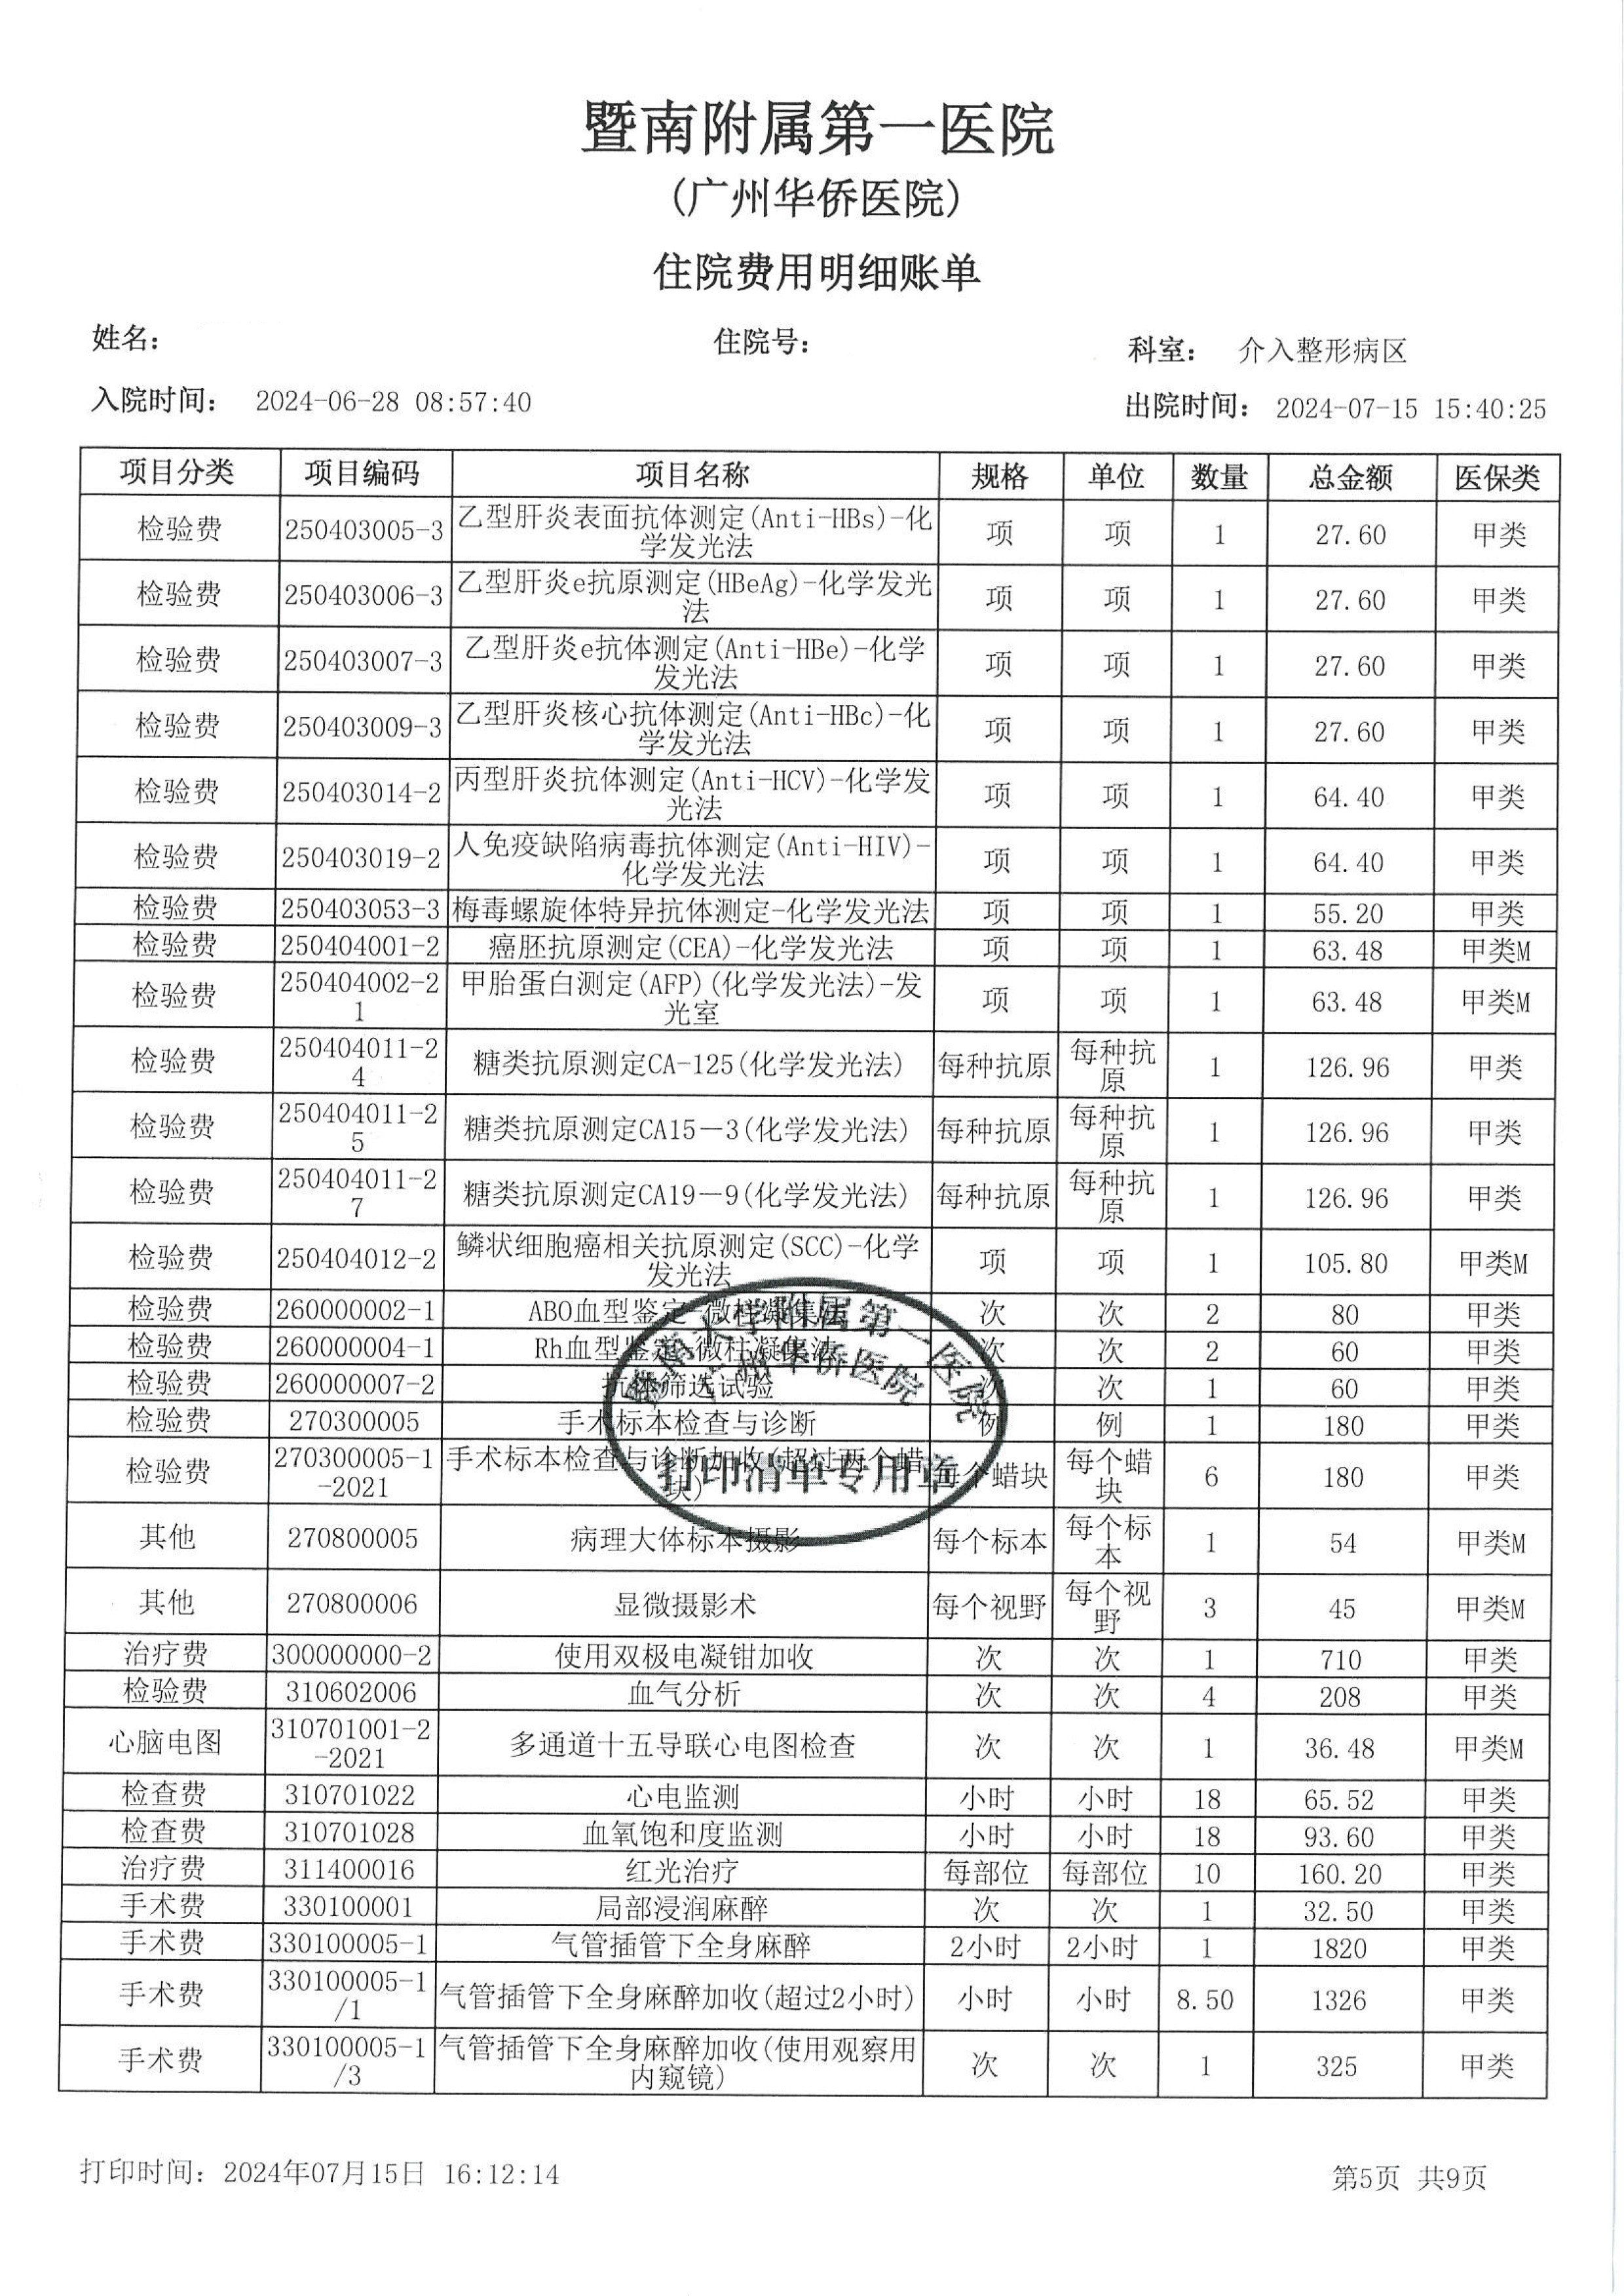 暨南附属第一医院
(广州华侨医院)
住院费用明细账单
姓名： 住院号： 科室： 介入整形病区
入院时间： 2024-06-28 08:57:40 出院时间： 2024-07-15 15:40:25
项目分类 项目编码 项目名称 规格 单位 数量 总金额 医保类
检验费 250403005-3 乙型肝炎表面抗体测定(Anti-HBs)-化学发光法 项 项 1 27.60 甲类
检验费 250403006-3 乙型肝炎e抗原测定(HBeAg)-化学发光法 项 项 1 27.60 甲类
检验费 250403007-3 乙型肝炎e抗体测定(Anti-HBe)-化学发光法 项 项 1 27.60 甲类
检验费 250403009-3 乙型肝炎核心抗体测定(Anti-HBc)-化学发光法 项 项 1 27.60 甲类
检验费 250403014-2 丙型肝炎抗体测定(Anti-HCV)-化学发光法 项 项 1 64.40 甲类
检验费 250403019-2 人免疫缺陷病毒抗体测定(Anti-HIV)-化学发光法 项 项 1 64.40 甲类
检验费 250403053-3 梅毒螺旋体特异抗体测定-化学发光法 项 项 1 55.20 甲类
检验费 250404001-2 癌胚抗原测定(CEA)-化学发光法 项 项 1 63.48 甲类M
检验费 250404002-21 甲胎蛋白测定(AFP)(化学发光法)-发光室 项 项 1 63.48 甲类M
检验费 250404011-24 糖类抗原测定CA-125(化学发光法) 每种抗原 每种抗原 1 126.96 甲类
检验费 250404011-25 糖类抗原测定CA15-3(化学发光法) 每种抗原 每种抗原 1 126.96 甲类
检验费 250404011-27 糖类抗原测定CA19-9(化学发光法) 每种抗原 每种抗原 1 126.96 甲类
检验费 250404012-2 鳞状细胞癌相关抗原测定(SCC)-化学发光法 项 项 1 105.80 甲类M
检验费 260000002-1 ABO血型鉴定-微柱凝集法 次 次 2 80 甲类
检验费 260000004-1 Rh血型鉴定-微柱凝集法 次 次 2 60 甲类
检验费 260000007-2 抗体筛选试验 次 次 1 60 甲类
检验费 270300005 手术标本检查与诊断 例 例 1 180 甲类
检验费 270300005-1-2021 手术标本检查与诊断加收(超过两个蜡块) 每个蜡块 每个蜡块 6 180 甲类
暨南大学附属第一医院
广州华侨医院
打印清单专用章
其他 270800005 病理大体标本摄影 每个标本 每个标本 1 54 甲类M
其他 270800006 显微摄影术 每个视野 每个视野 3 45 甲类M
治疗费 300000000-2 使用双极电凝钳加收 次 次 1 710 甲类
检验费 310602006 血气分析 次 次 4 208 甲类
心脑电图 310701001-2-2021 多通道十五导联心电图检查 次 次 1 36.48 甲类M
检查费 310701022 心电监测 小时 小时 18 65.52 甲类
检查费 310701028 血氧饱和度监测 小时 小时 18 93.60 甲类
治疗费 311400016 红光治疗 每部位 每部位 10 160.20 甲类
手术费 330100001 局部浸润麻醉 次 次 1 32.50 甲类
手术费 330100005-1 气管插管下全身麻醉 2小时 2小时 1 1820 甲类
手术费 330100005-1/1 气管插管下全身麻醉加收(超过2小时) 小时 小时 8.50 1326 甲类
手术费 330100005-1/3 气管插管下全身麻醉加收(使用观察用内窥镜) 次 次 1 325 甲类
打印时间：2024年07月15日 16:12:14 第5页 共9页